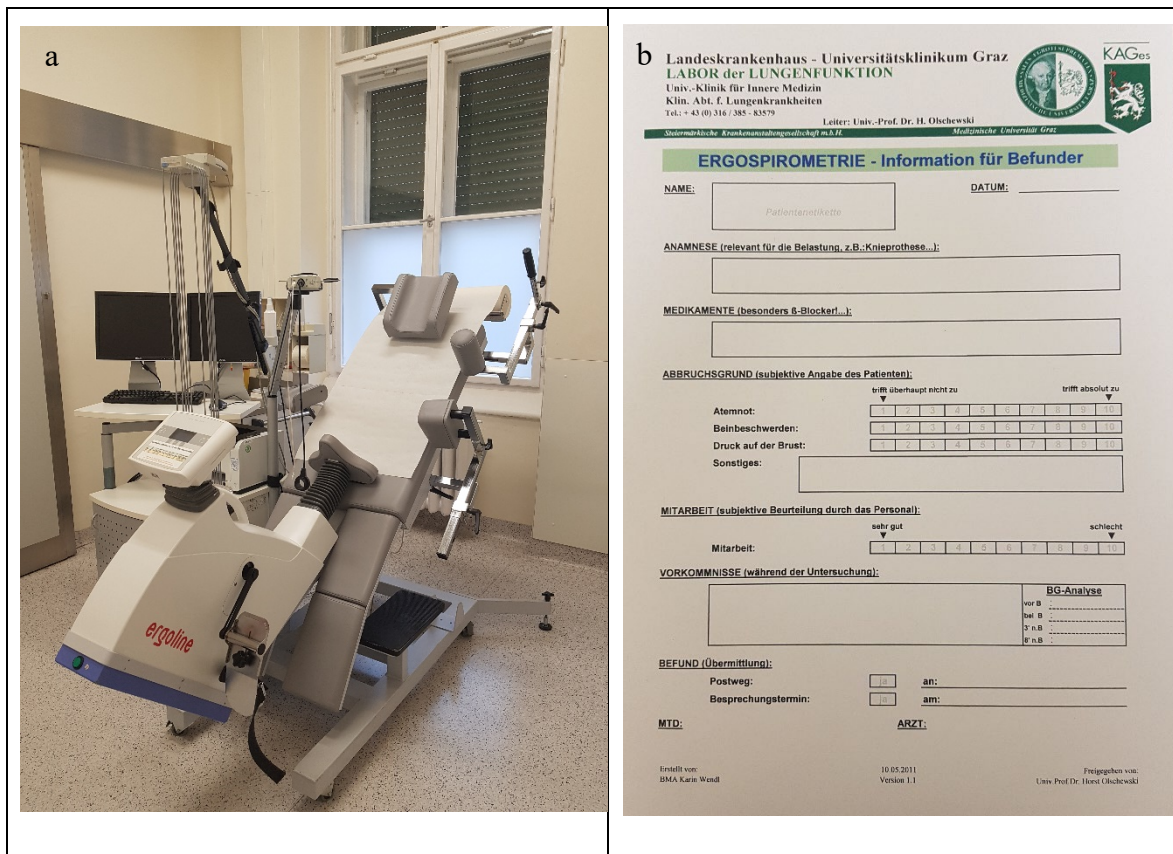 a
ergoline
b
Landeskrankenhaus - Universitätsklinikum Graz
LABOR der LUNGENFUNKTION
Univ.-Klinik für Innere Medizin
Klin. Abt. f. Lungenkrankheiten
Tel.: + 43 (0) 316 / 385 - 83579
Leiter: Univ.-Prof. Dr. H. Olschewski
KAGes
Steiermärkische Krankenanstaltengesellschaft m.b.H. Medizinische Universität Graz
ERGOSPIROMETRIE - Information für Befunder
NAME: DATUM:
Patientenetikette
ANAMNESE (relevant für die Belastung, z.B.:Knieprothese...):
MEDIKAMENTE (besonders ß-Blocker!...):
ABBRUCHSGRUND (subjektive Angabe des Patienten):
trifft überhaupt nicht zu trifft absolut zu
Atemnot: 1 2 3 4 5 6 7 8 9 10
Beinbeschwerden: 1 2 3 4 5 6 7 8 9 10
Druck auf der Brust: 1 2 3 4 5 6 7 8 9 10
Sonstiges:
MITARBEIT (subjektive Beurteilung durch das Personal):
sehr gut schlecht
Mitarbeit: 1 2 3 4 5 6 7 8 9 10
VORKOMMNISSE (während der Untersuchung):
BG-Analyse
vor B :
bei B :
3' n.B :
6' n.B :
BEFUND (Übermittlung):
Postweg: ja an:
Besprechungstermin: ja am:
MTD: ARZT:
Erstellt von: 10.05.2011 Freigegeben von:
BMA Karin Wendl Version 1.1 Univ.Prof.Dr. Horst Olschewski